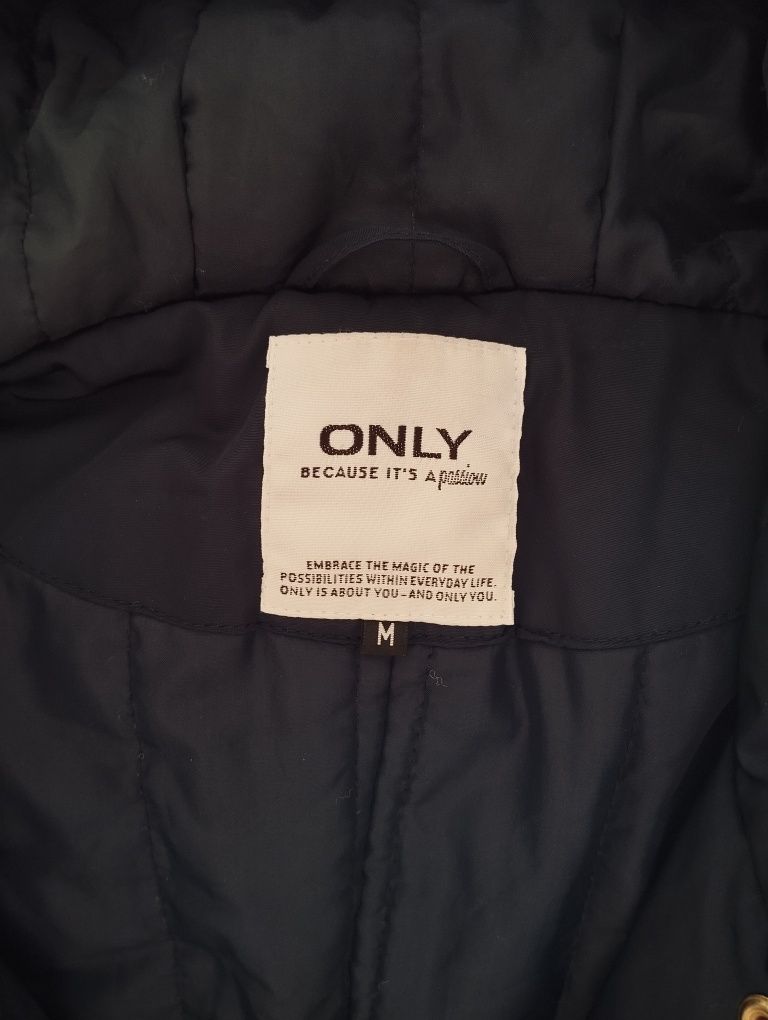 ONLY
BECAUSE IT'S A passion
EMBRACE THE MAGIC OF THE
POSSIBILITIES WITHIN EVERYDAY LIFE.
ONLY IS ABOUT YOU – AND ONLY YOU.
M